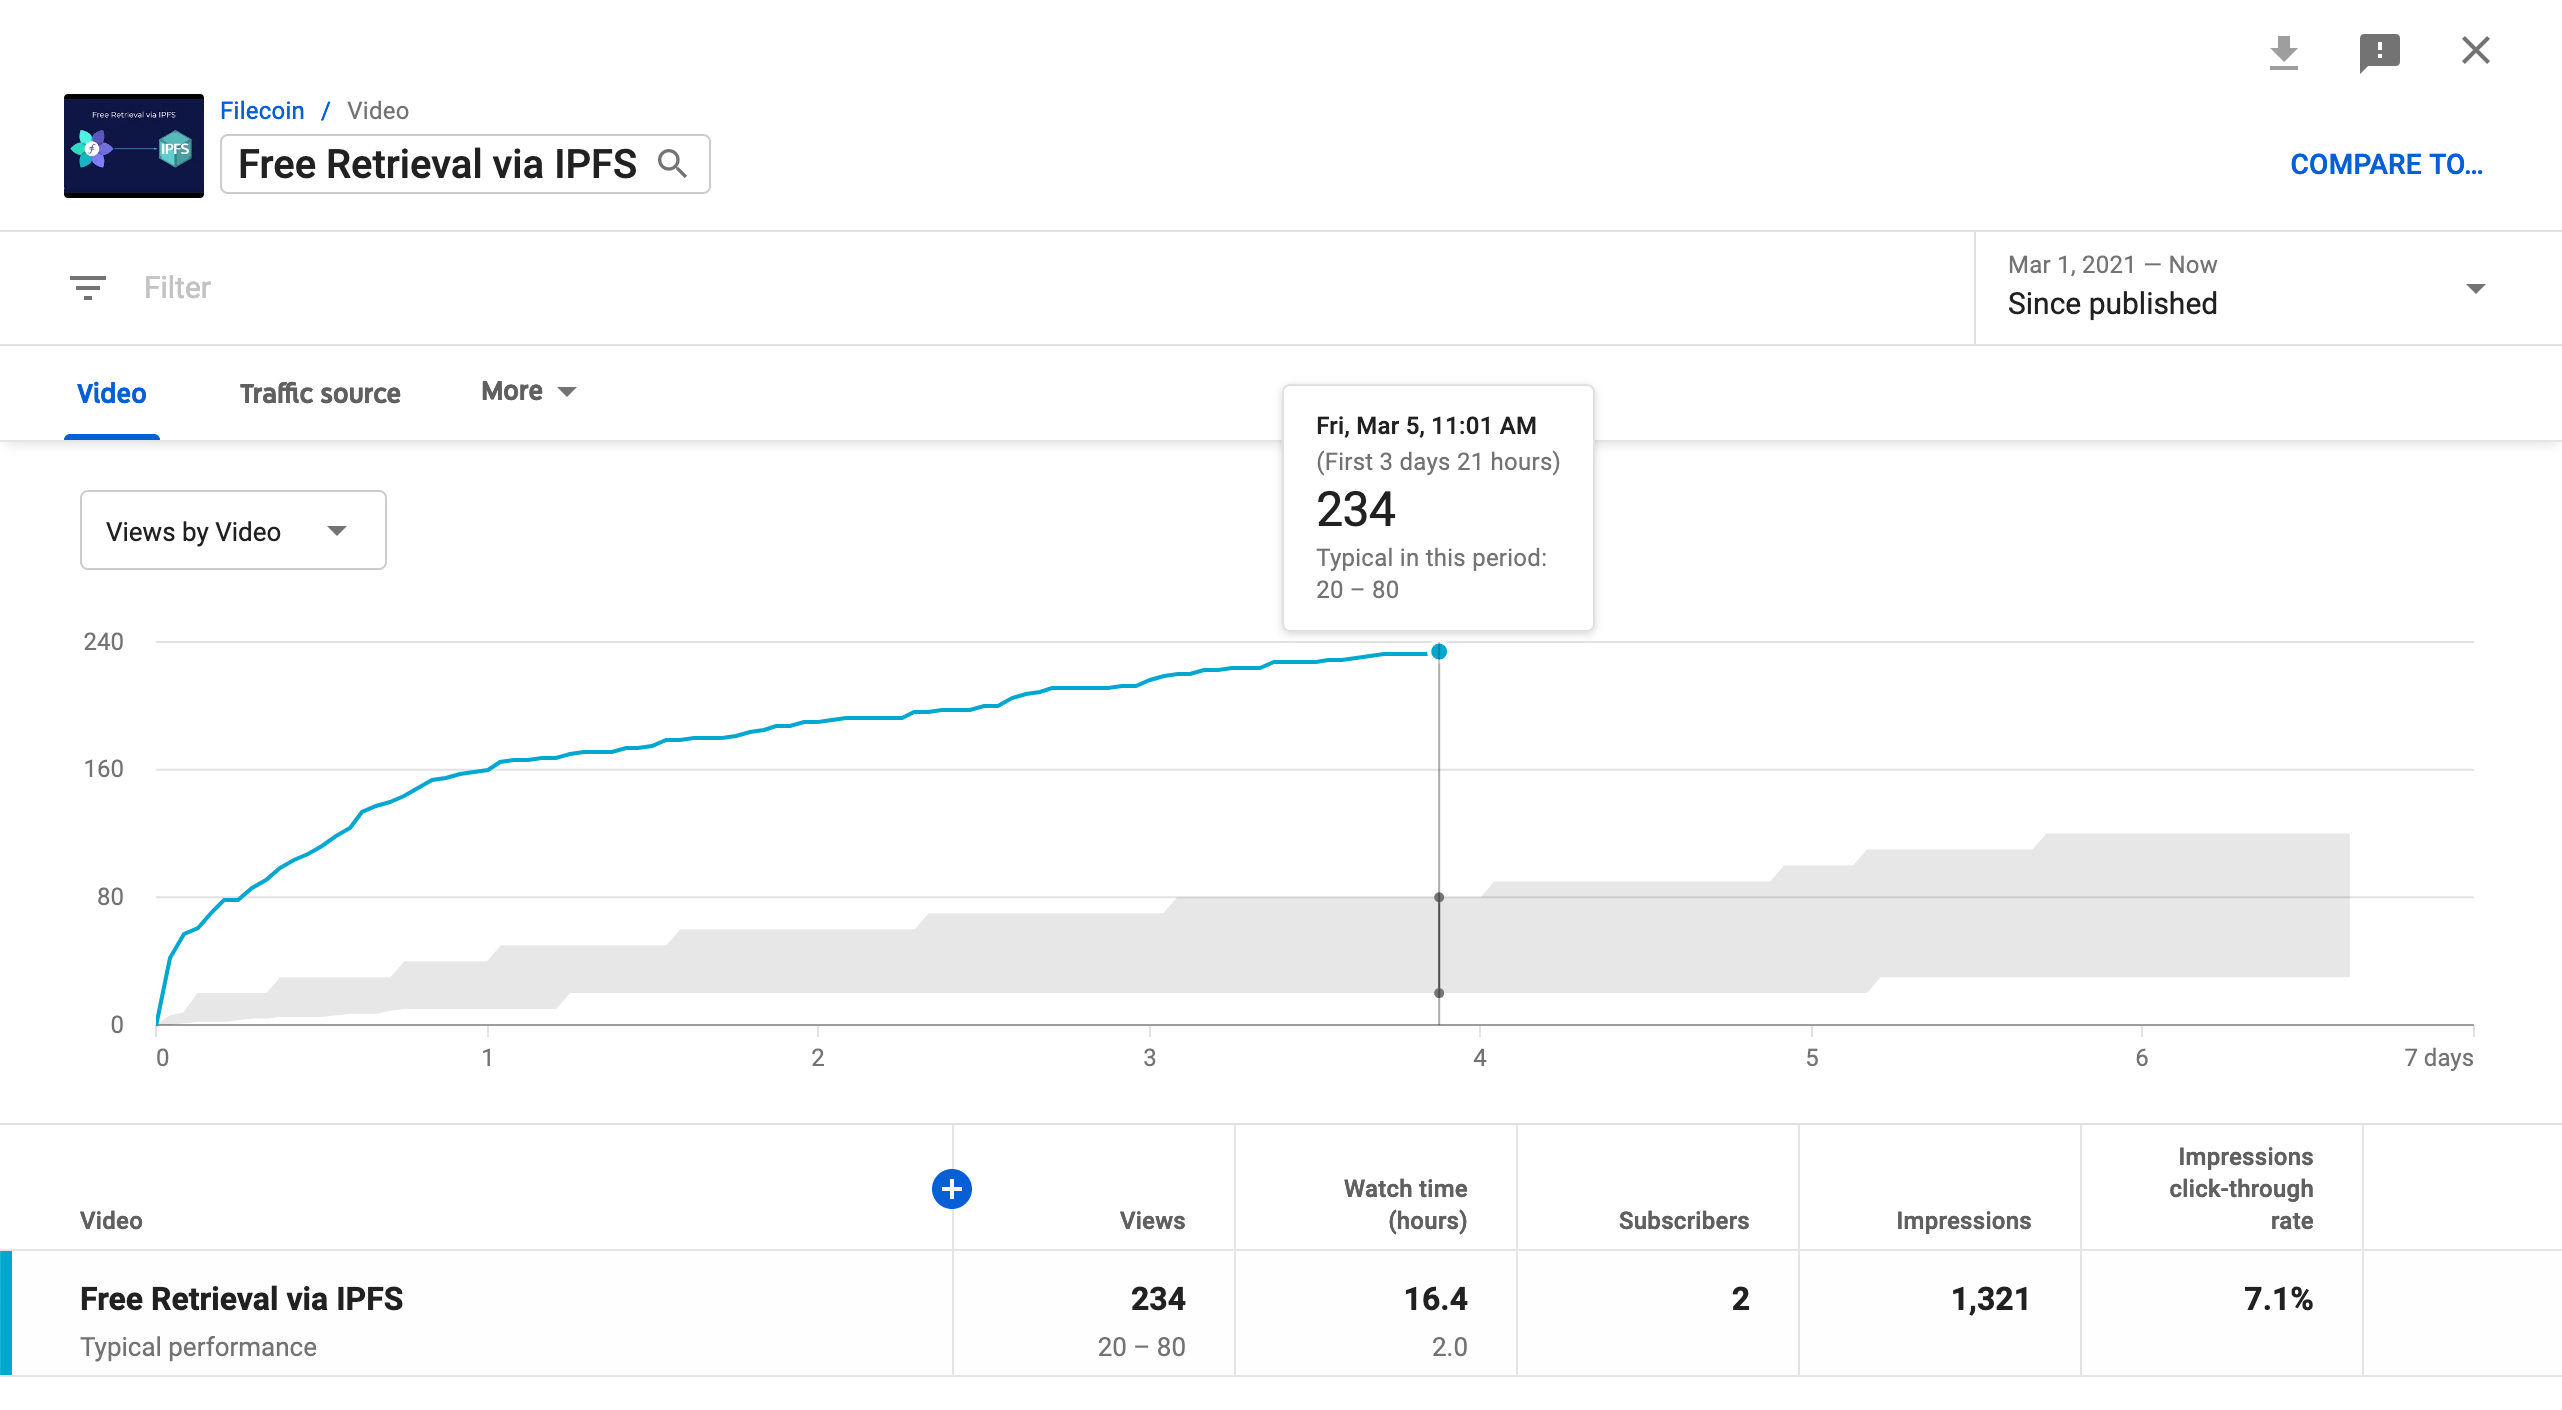 Free Retrieval via IPFS
IPFS
Filecoin / Video
Free Retrieval via IPFS
COMPARE TO...
Filter
Mar 1, 2021 – Now
Since published
Video Traffic source More
Fri, Mar 5, 11:01 AM
(First 3 days 21 hours)
234
Typical in this period:
20 – 80
Views by Video
240
160
80
0
0 1 2 3 4 5 6 7 days
Video Views Watch time (hours) Subscribers Impressions Impressions click-through rate
Free Retrieval via IPFS 234 16.4 2 1,321 7.1%
Typical performance 20 – 80 2.0